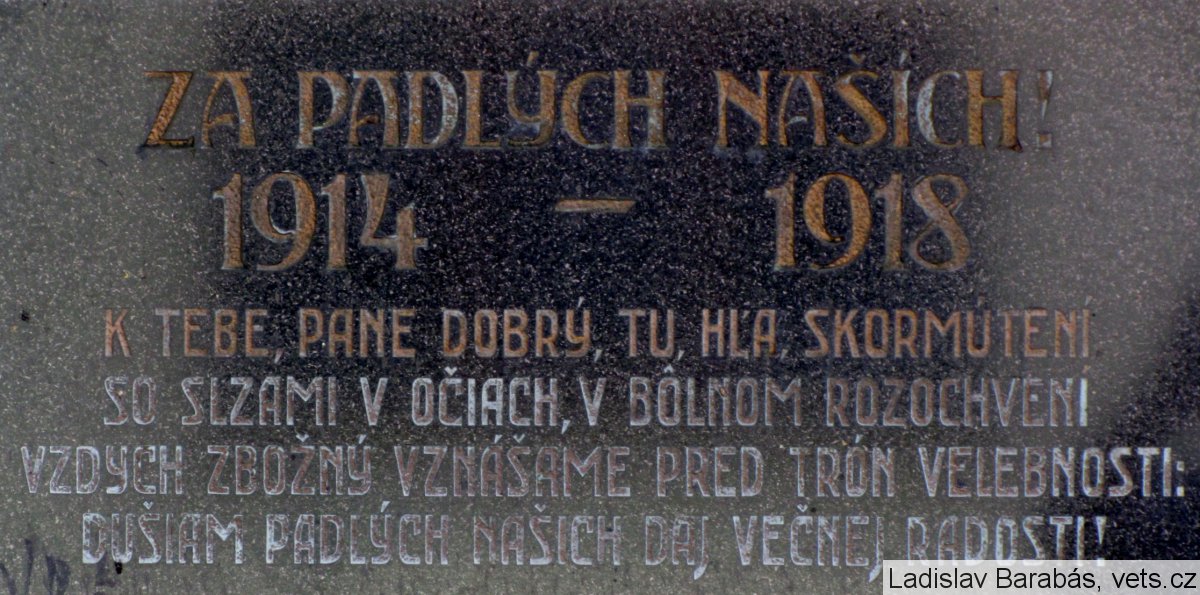 ZA PADLÝCH NAŠÍCH!
1914 — 1918
K TEBE, PANE DOBRÝ, TU, HĽA, SKORMÚTENÍ
SO SLZAMI V OČIACH, V BÔLNOM ROZOCHVENÍ
VZDYCH ZBOŽNÝ VZNÁŠAME PRED TRÓN VELEBNOSTI:
DUŠIAM PADLÝCH NAŠICH DAJ VEČNEJ RADOSTI!
Ladislav Barabás, vets.cz